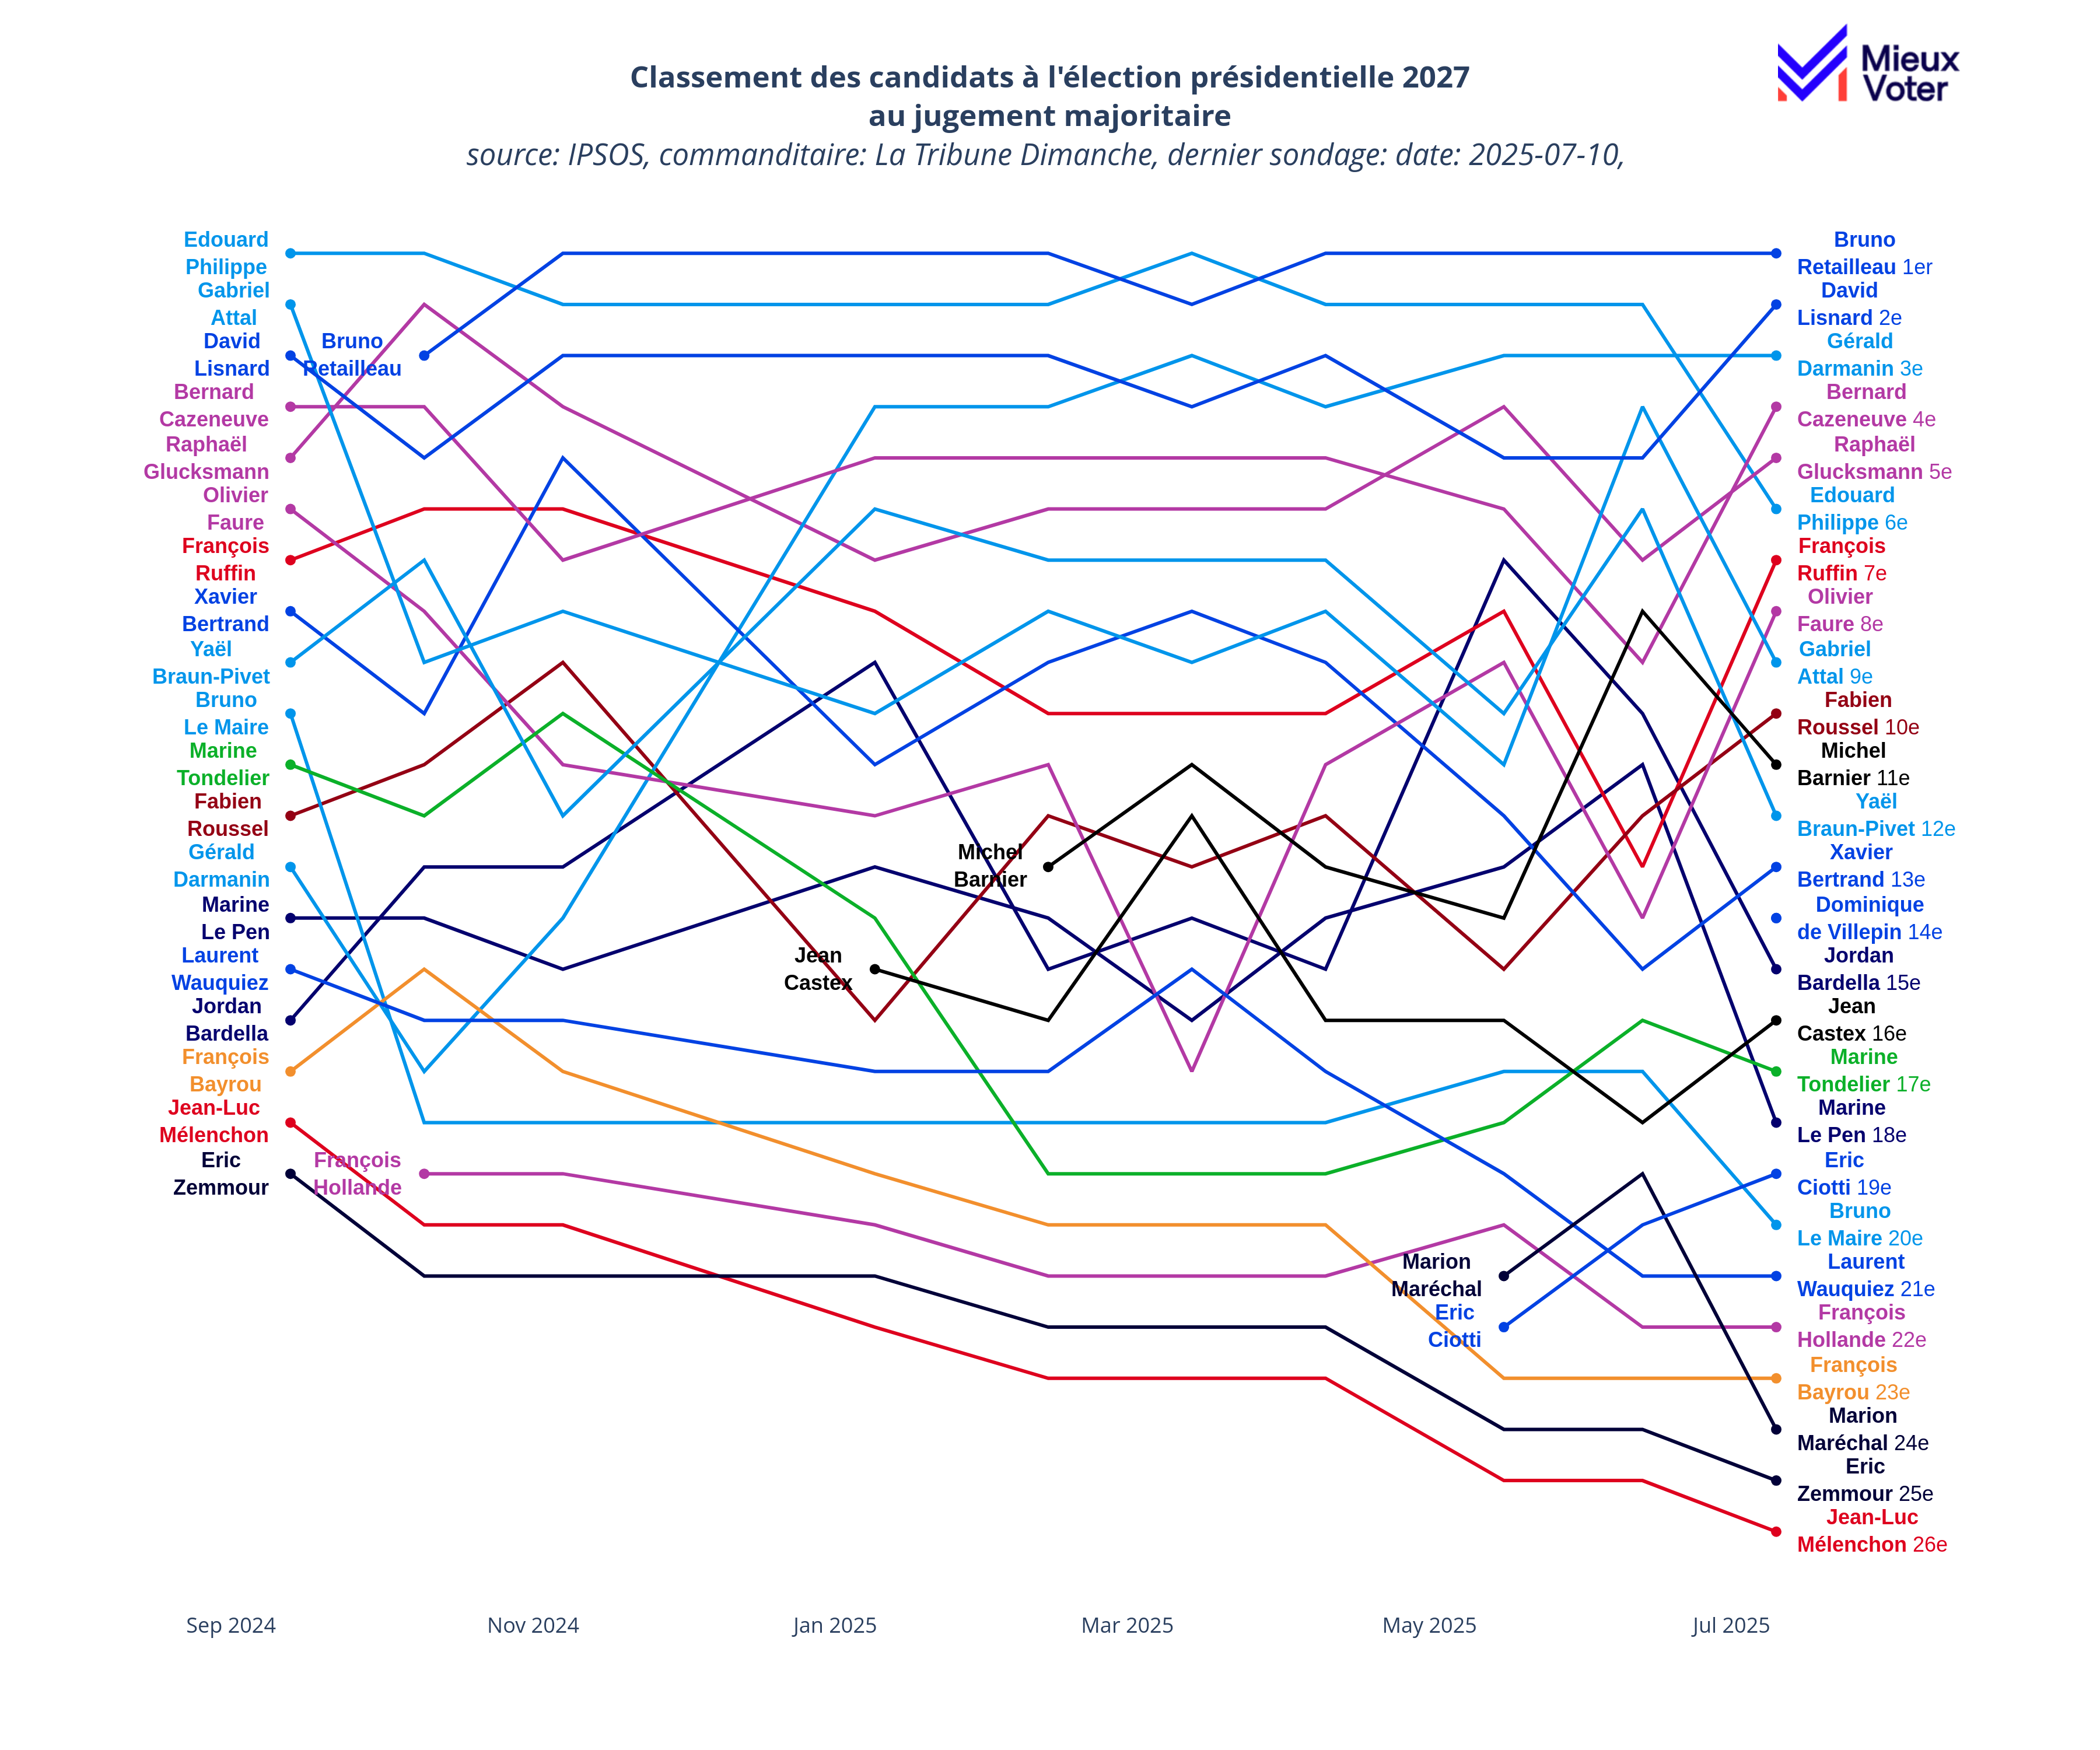 Mieux
Voter
Classement des candidats à l'élection présidentielle 2027
au jugement majoritaire
source: IPSOS, commanditaire: La Tribune Dimanche, dernier sondage: date: 2025-07-10,
Edouard
Philippe
Gabriel
Attal
David
Lisnard
Bernard
Cazeneuve
Raphaël
Glucksmann
Olivier
Faure
François
Ruffin
Xavier
Bertrand
Yaël
Braun-Pivet
Bruno
Le Maire
Marine
Tondelier
Fabien
Roussel
Gérald
Darmanin
Marine
Le Pen
Laurent
Wauquiez
Jordan
Bardella
François
Bayrou
Jean-Luc
Mélenchon
Eric
Zemmour
Bruno
Retailleau
François
Hollande
Jean
Castex
Michel
Barnier
Marion
Maréchal
Eric
Ciotti
Bruno
Retailleau 1er
David
Lisnard 2e
Gérald
Darmanin 3e
Bernard
Cazeneuve 4e
Raphaël
Glucksmann 5e
Edouard
Philippe 6e
François
Ruffin 7e
Olivier
Faure 8e
Gabriel
Attal 9e
Fabien
Roussel 10e
Michel
Barnier 11e
Yaël
Braun-Pivet 12e
Xavier
Bertrand 13e
Dominique
de Villepin 14e
Jordan
Bardella 15e
Jean
Castex 16e
Marine
Tondelier 17e
Marine
Le Pen 18e
Eric
Ciotti 19e
Bruno
Le Maire 20e
Laurent
Wauquiez 21e
François
Hollande 22e
François
Bayrou 23e
Marion
Maréchal 24e
Eric
Zemmour 25e
Jean-Luc
Mélenchon 26e
Sep 2024
Nov 2024
Jan 2025
Mar 2025
May 2025
Jul 2025